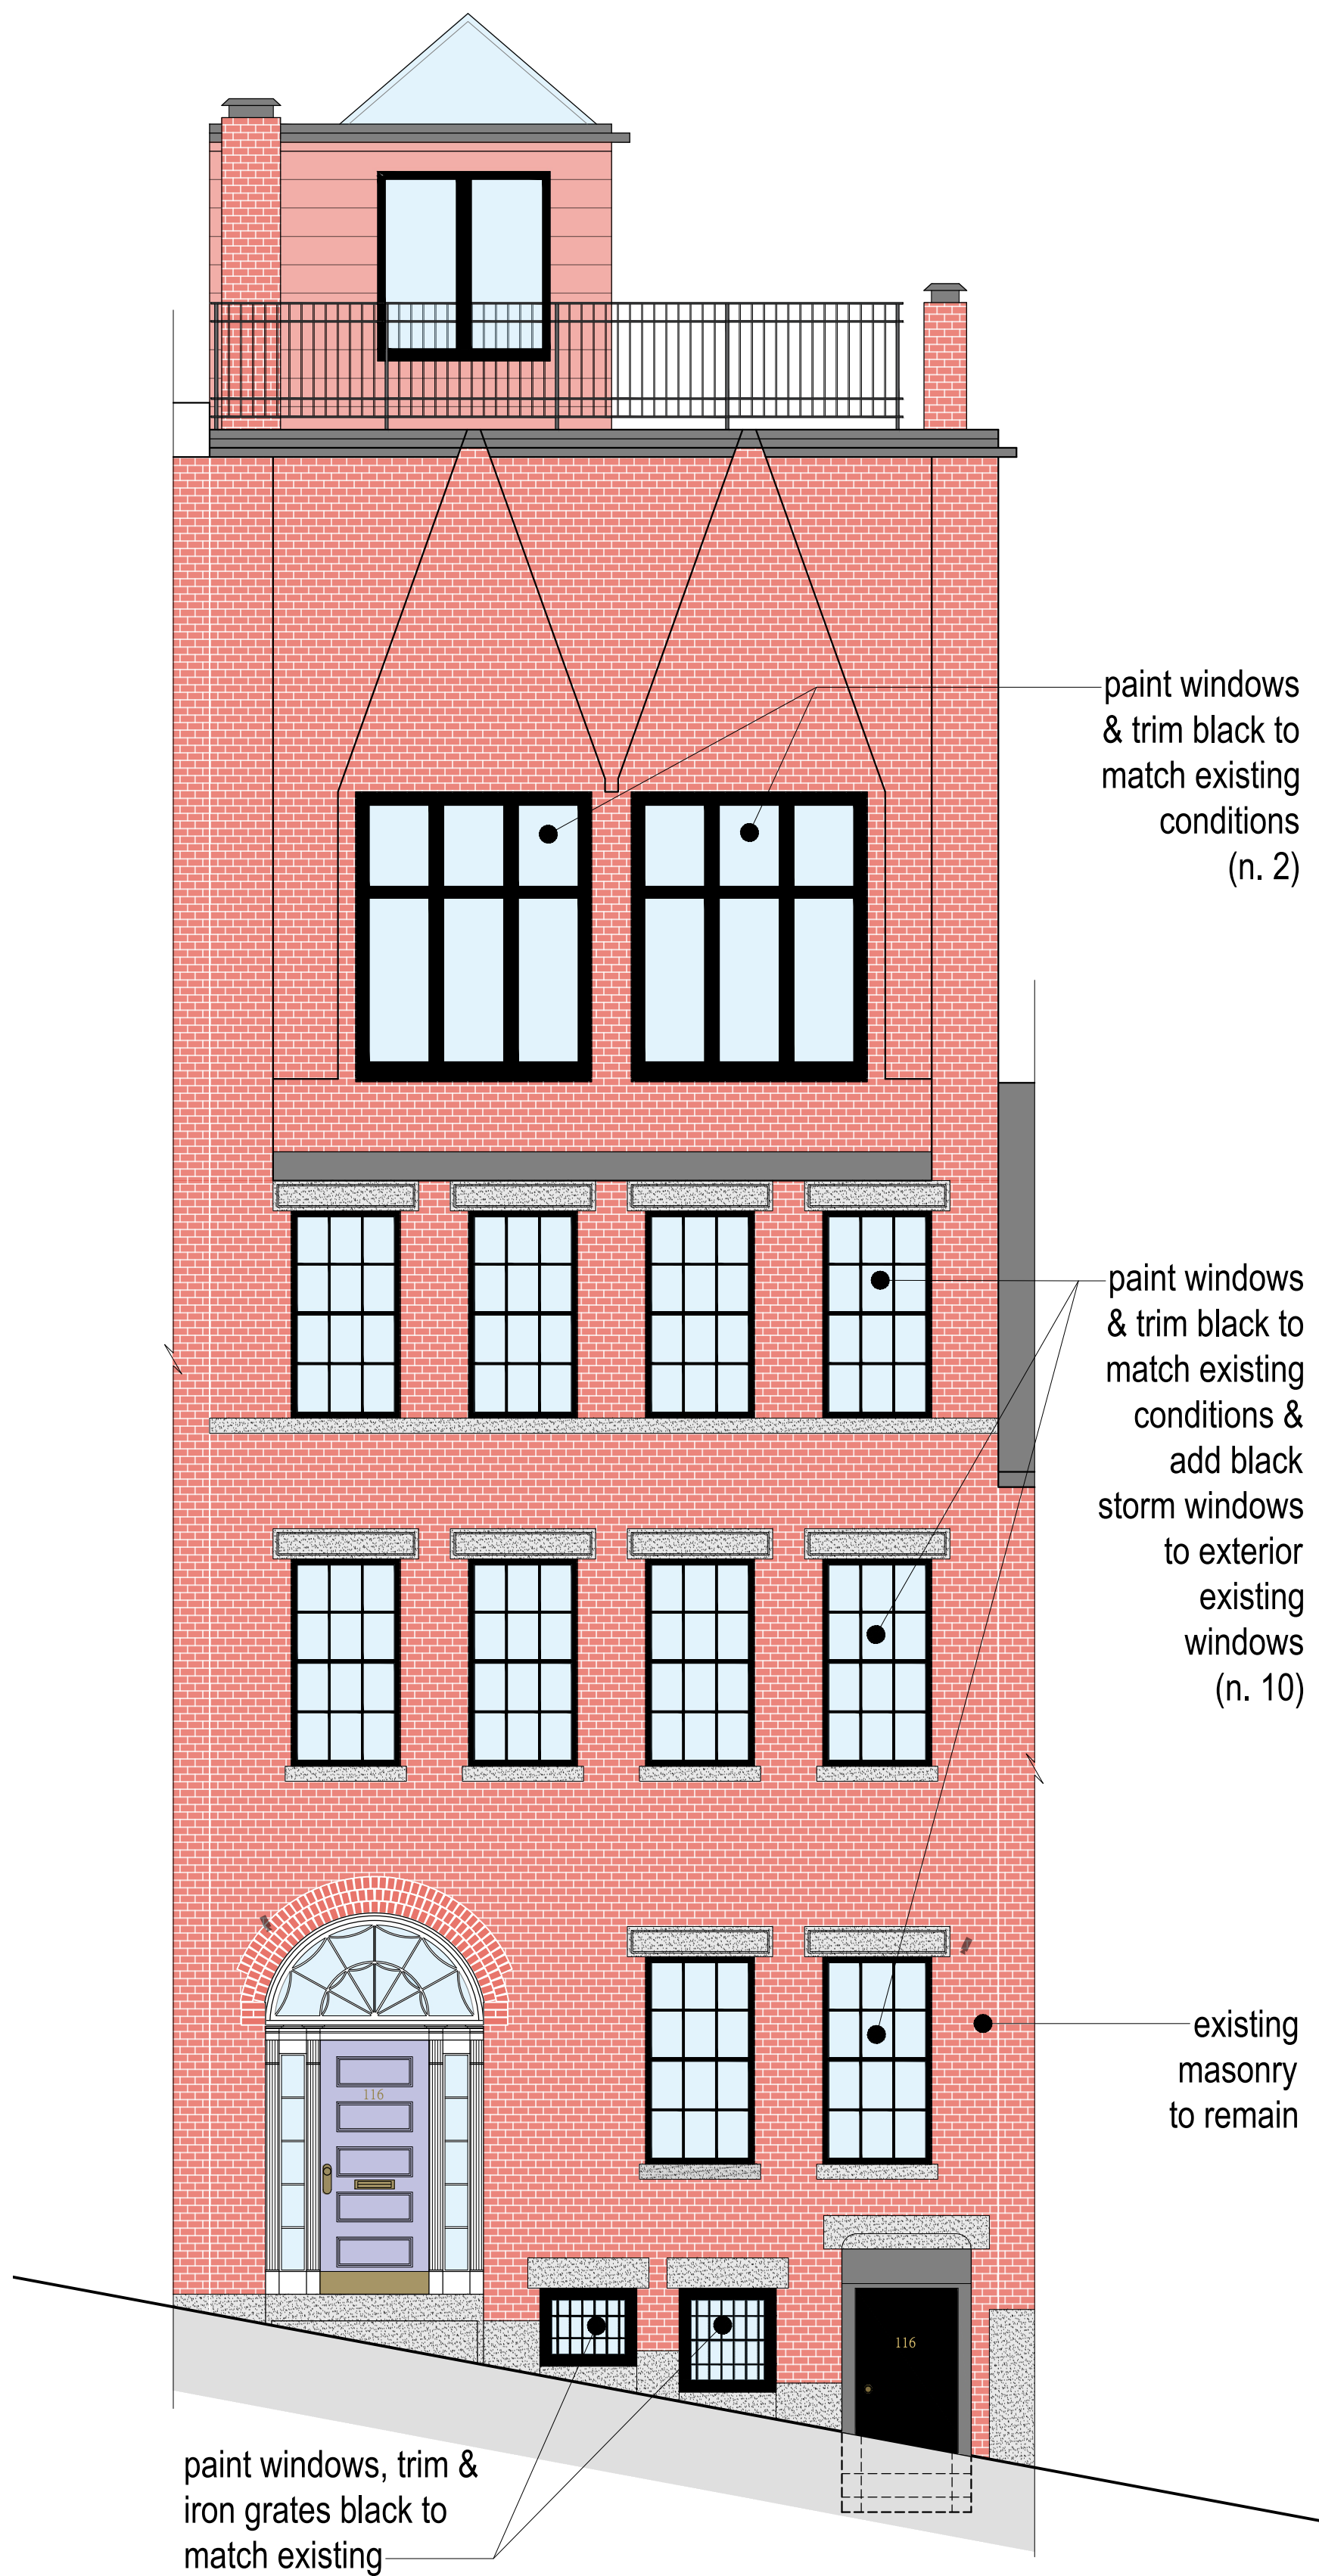 paint windows
& trim black to
match existing
conditions
(n. 2)
paint windows
& trim black to
match existing
conditions &
add black
storm windows
to exterior
existing
windows
(n. 10)
existing
masonry
to remain
116
116
paint windows, trim &
iron grates black to
match existing